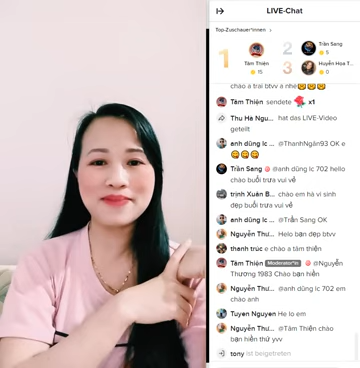 LIVE-Chat
Top-Zuschauer*innen
1
Tâm Thiện
15
2
Trần Sang
5
3
Huyền Hoa T...
0
chào a trai btvv a nhé
Tâm Thiện sendete x1
Thu Hà Ngu... hat das LIVE-Video
geteilt
anh dũng lc ... @ThanhNgân93 OK e
Trần Sang @anh dũng lc 702 hello
chào buổi trưa vui vẻ
trịnh Xuân B... chào em hà vi sinh
đẹp buổi trưa vui vẻ
anh dũng lc ... @Trần Sang OK
Nguyễn Thư... Helo bạn đẹp btvv
thanh trúc c chào a tâm thiện
Tâm Thiện Moderator*in @Nguyễn
Thương 1983 Chào bạn hiền
Nguyễn Thư... @anh dũng lc 702 em
chào anh
Tuyen Nguyen He lo em
Nguyễn Thư... @Tâm Thiện chào
bạn hiền thứ yvv
tony ist beigetreten